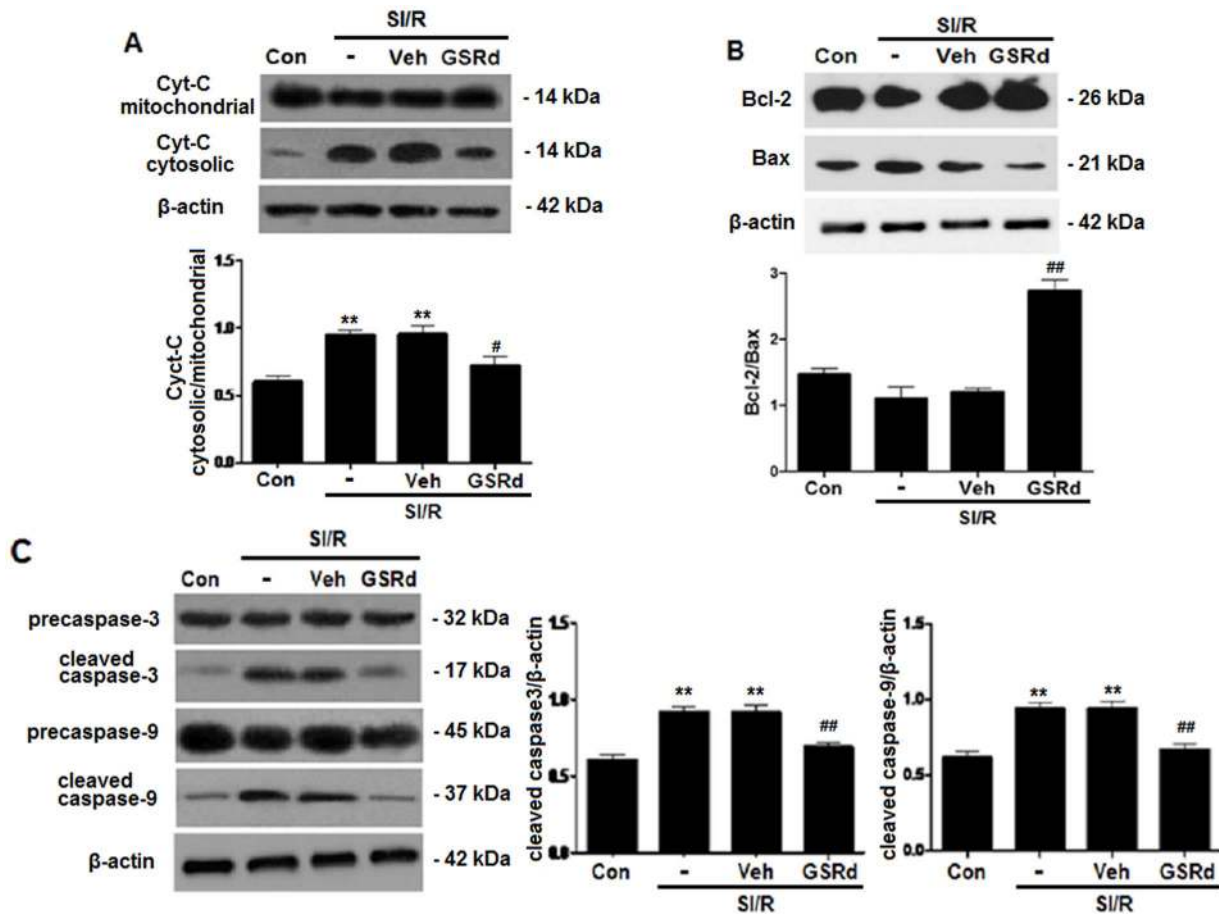 A
SI/R
Con - Veh GSRd
Cyt-C
mitochondrial
- 14 kDa
Cyt-C
cytosolic
- 14 kDa
β-actin
- 42 kDa
Cyct-C
cytosolic/mitochondrial
1.5
1.0
0.5
0.0
** ** #
Con - Veh GSRd
SI/R
B
SI/R
Con - Veh GSRd
Bcl-2
- 26 kDa
Bax
- 21 kDa
β-actin
- 42 kDa
Bcl-2/Bax
3
2
1
0
##
Con - Veh GSRd
SI/R
C
SI/R
Con - Veh GSRd
precaspase-3
- 32 kDa
cleaved
caspase-3
- 17 kDa
precaspase-9
- 45 kDa
cleaved
caspase-9
- 37 kDa
β-actin
- 42 kDa
cleaved caspase3/β-actin
1.5
1.0
0.5
0.0
** ** ##
Con - Veh GSRd
SI/R
cleaved caspase-9/β-actin
1.5
1.0
0.5
0.0
** ** ##
Con - Veh GSRd
SI/R